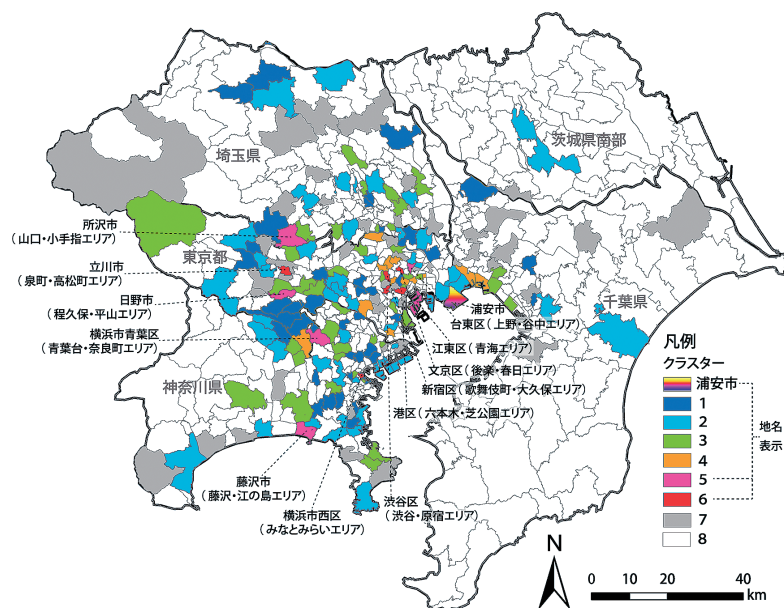 埼玉県
茨城県南部
所沢市
（山口・小手指エリア）
東京都
立川市
（泉町・高松町エリア）
日野市
（程久保・平山エリア）
横浜市青葉区
（青葉台・奈良町エリア）
神奈川県
千葉県
浦安市
台東区（上野・谷中エリア）
江東区（青海エリア）
文京区（後楽・春日エリア）
新宿区（歌舞伎町・大久保エリア）
港区（六本木・芝公園エリア）
藤沢市
（藤沢・江の島エリア）
横浜市西区
（みなとみらいエリア）
渋谷区
（渋谷・原宿エリア）
凡例
クラスター
浦安市
1
2
3
4
5
6
7
8
地名
表示
N
0 10 20 40
km